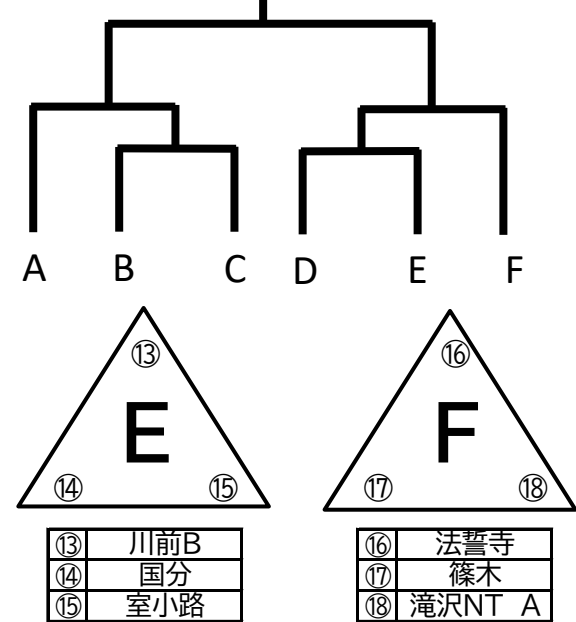 A B C D E F
⑬ ⑯
E F
⑭ ⑮ ⑰ ⑱
⑬ 川前B ⑯ 法誓寺
⑭ 国分 ⑰ 篠木
⑮ 室小路 ⑱ 滝沢NT A